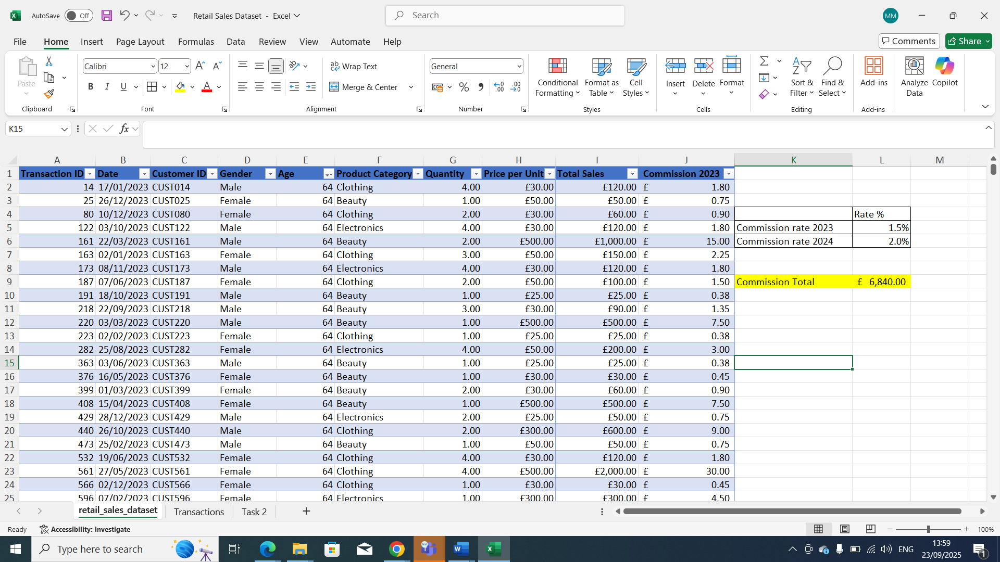 AutoSave Off Retail Sales Dataset - Excel Search MM
File Home Insert Page Layout Formulas Data Review View Automate Help Comments Share
Paste Calibri 12 Wrap Text General Conditional Formatting Format as Table Cell Styles Insert Delete Format Sort & Filter Find & Select Add-ins Analyze Data Copilot
B I U Merge & Center
Clipboard Font Alignment Number Styles Cells Editing Add-ins
K15 fx
A B C D E F G H I J K L M
1 Transaction ID Date Customer ID Gender Age Product Category Quantity Price per Unit Total Sales Commission 2023
2 14 17/01/2023 CUST014 Male 64 Clothing 4.00 £30.00 £120.00 £ 1.80
3 25 26/12/2023 CUST025 Female 64 Beauty 1.00 £50.00 £50.00 £ 0.75
4 80 10/12/2023 CUST080 Female 64 Clothing 2.00 £30.00 £60.00 £ 0.90 Rate %
5 122 03/10/2023 CUST122 Male 64 Electronics 4.00 £30.00 £120.00 £ 1.80 Commission rate 2023 1.5%
6 161 22/03/2023 CUST161 Male 64 Beauty 2.00 £500.00 £1,000.00 £ 15.00 Commission rate 2024 2.0%
7 163 02/01/2023 CUST163 Female 64 Clothing 3.00 £50.00 £150.00 £ 2.25
8 173 08/11/2023 CUST173 Male 64 Electronics 4.00 £30.00 £120.00 £ 1.80
9 187 07/06/2023 CUST187 Female 64 Clothing 2.00 £50.00 £100.00 £ 1.50 Commission Total £ 6,840.00
10 191 18/10/2023 CUST191 Male 64 Beauty 1.00 £25.00 £25.00 £ 0.38
11 218 22/09/2023 CUST218 Male 64 Beauty 3.00 £30.00 £90.00 £ 1.35
12 220 03/03/2023 CUST220 Male 64 Beauty 1.00 £500.00 £500.00 £ 7.50
13 223 02/02/2023 CUST223 Female 64 Clothing 1.00 £25.00 £25.00 £ 0.38
14 282 25/08/2023 CUST282 Female 64 Electronics 4.00 £50.00 £200.00 £ 3.00
15 363 03/06/2023 CUST363 Male 64 Beauty 1.00 £25.00 £25.00 £ 0.38
16 376 16/05/2023 CUST376 Female 64 Beauty 1.00 £30.00 £30.00 £ 0.45
17 399 01/03/2023 CUST399 Female 64 Beauty 2.00 £30.00 £60.00 £ 0.90
18 408 15/04/2023 CUST408 Female 64 Beauty 1.00 £500.00 £500.00 £ 7.50
19 429 28/12/2023 CUST429 Male 64 Electronics 2.00 £25.00 £50.00 £ 0.75
20 440 26/10/2023 CUST440 Male 64 Clothing 2.00 £300.00 £600.00 £ 9.00
21 473 25/02/2023 CUST473 Male 64 Beauty 1.00 £50.00 £50.00 £ 0.75
22 532 19/06/2023 CUST532 Female 64 Clothing 4.00 £30.00 £120.00 £ 1.80
23 561 27/05/2023 CUST561 Female 64 Clothing 4.00 £500.00 £2,000.00 £ 30.00
24 566 02/12/2023 CUST566 Female 64 Clothing 1.00 £30.00 £30.00 £ 0.45
25 596 07/02/2023 CUST596 Female 64 Electronics 1.00 £300.00 £300.00 £ 4.50
retail_sales_dataset Transactions Task 2
Ready Accessibility: Investigate 100%
Type here to search ENG 13:59
23/09/2025 1